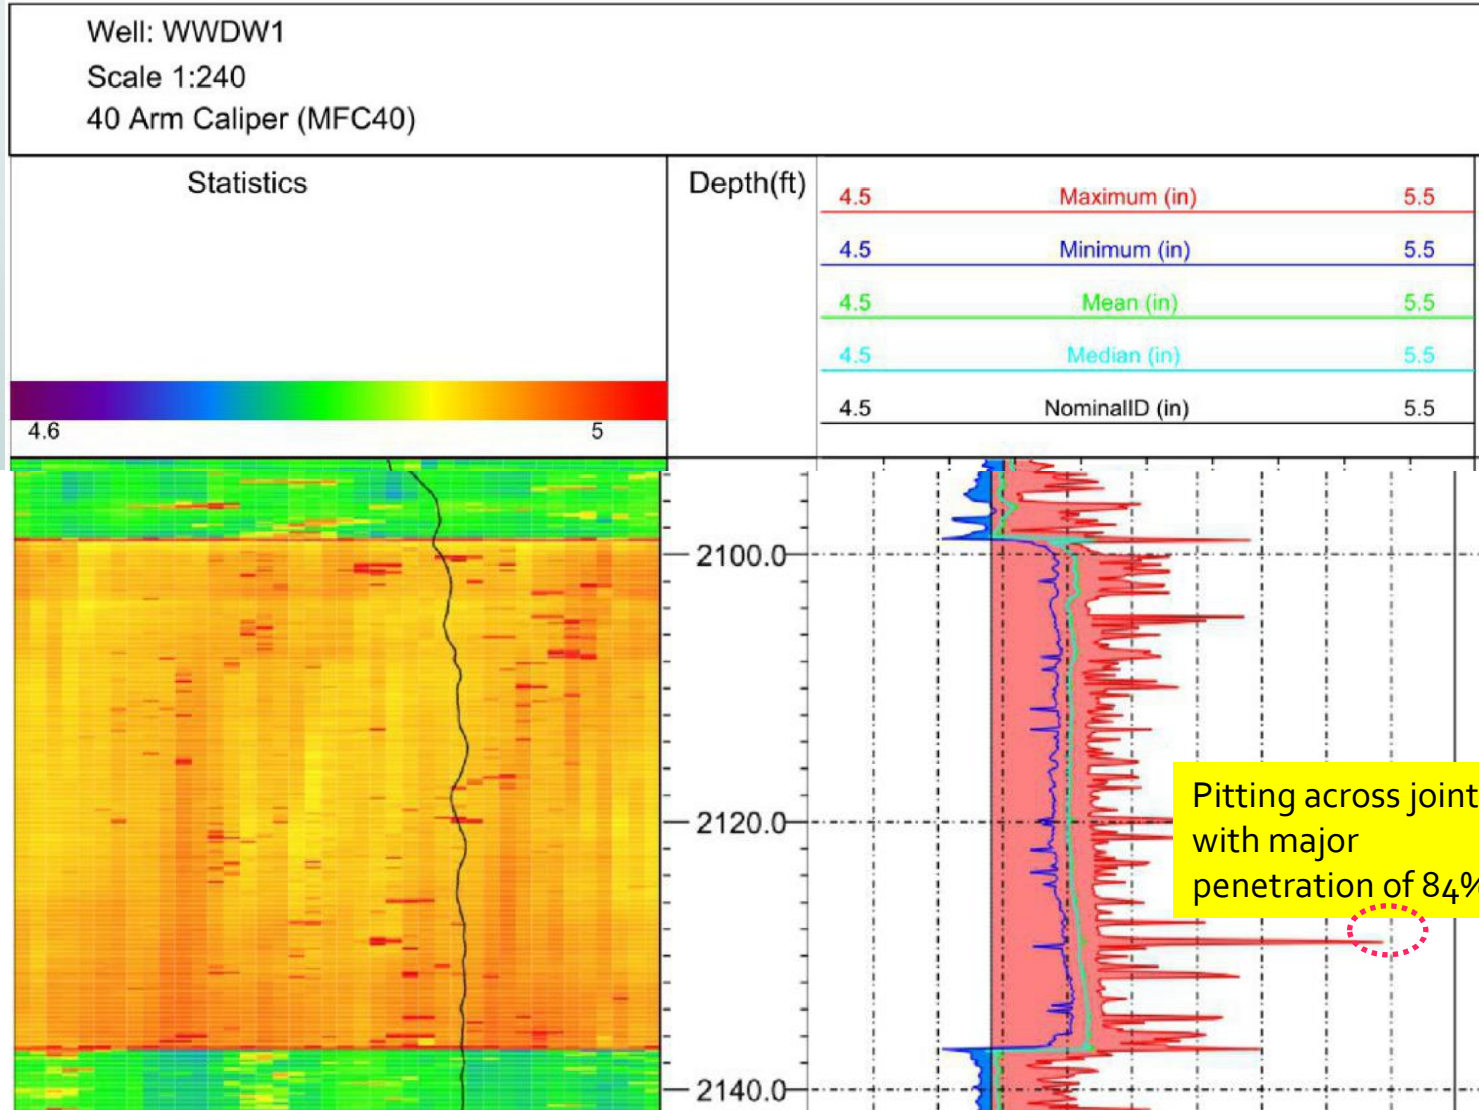 Well: WWDW1
Scale 1:240
40 Arm Caliper (MFC40)
Statistics
Depth(ft)
4.5 Maximum (in) 5.5
4.5 Minimum (in) 5.5
4.5 Mean (in) 5.5
4.5 Median (in) 5.5
4.5 NominalID (in) 5.5
4.6 5
2100.0
2120.0
Pitting across joint
with major
penetration of 84%
2140.0